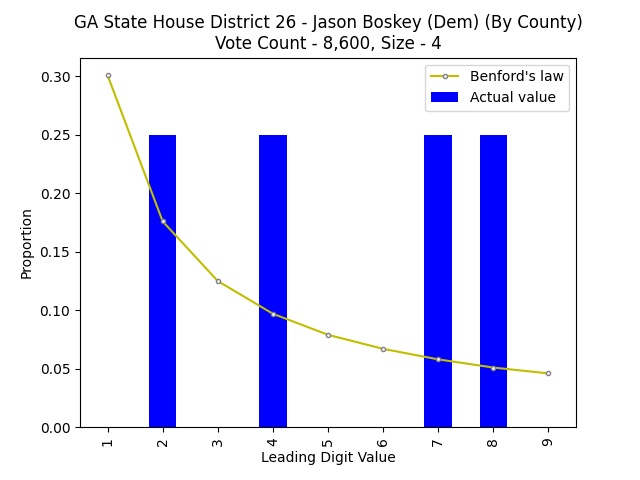 GA State House District 26 - Jason Boskey (Dem) (By County)
Vote Count - 8,600, Size - 4
Benford's law
Actual value
0.30
0.25
0.20
0.15
0.10
0.05
0.00
Proportion
1 2 3 4 5 6 7 8 9
Leading Digit Value